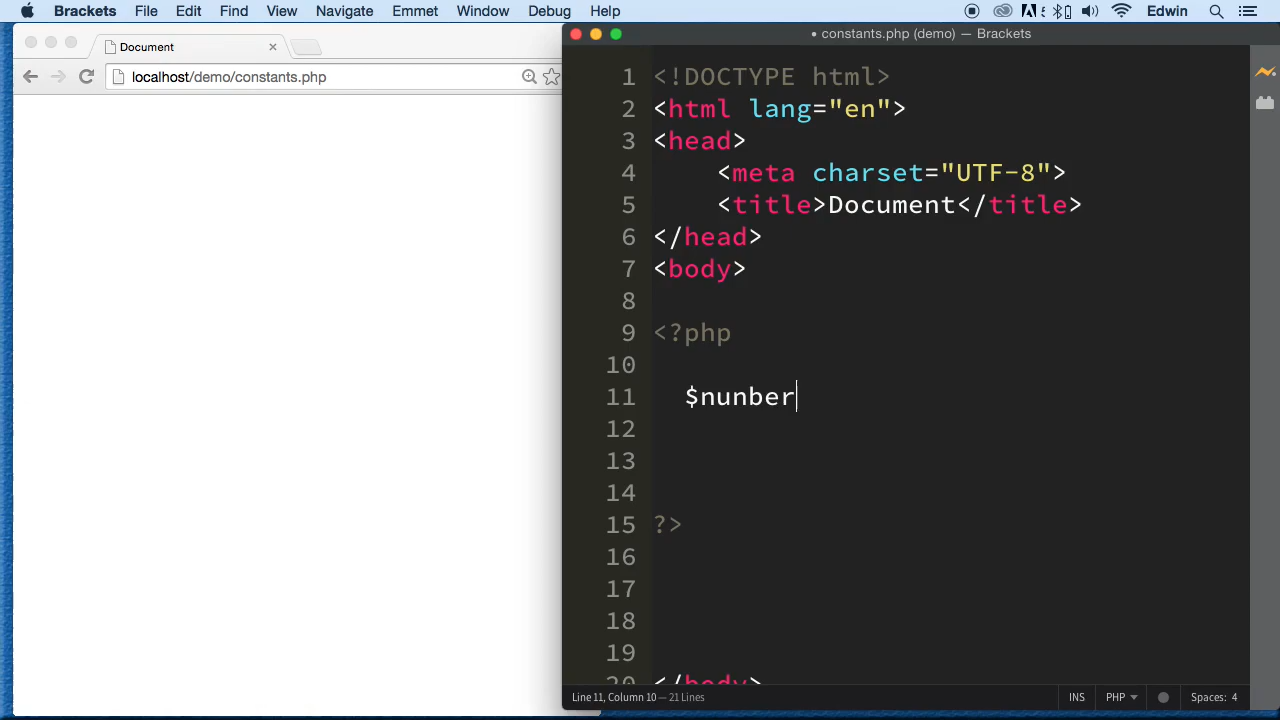 Brackets File Edit Find View Navigate Emmet Window Debug Help Edwin
Document
localhost/demo/constants.php
• constants.php (demo) — Brackets
1 <!DOCTYPE html>
2 <html lang="en">
3 <head>
4 <meta charset="UTF-8">
5 <title>Document</title>
6 </head>
7 <body>
8
9 <?php
10
11 $nunber
12
13
14
15 ?>
16
17
18
19
20 </body>
Line 11, Column 10 — 21 Lines INS PHP Spaces: 4